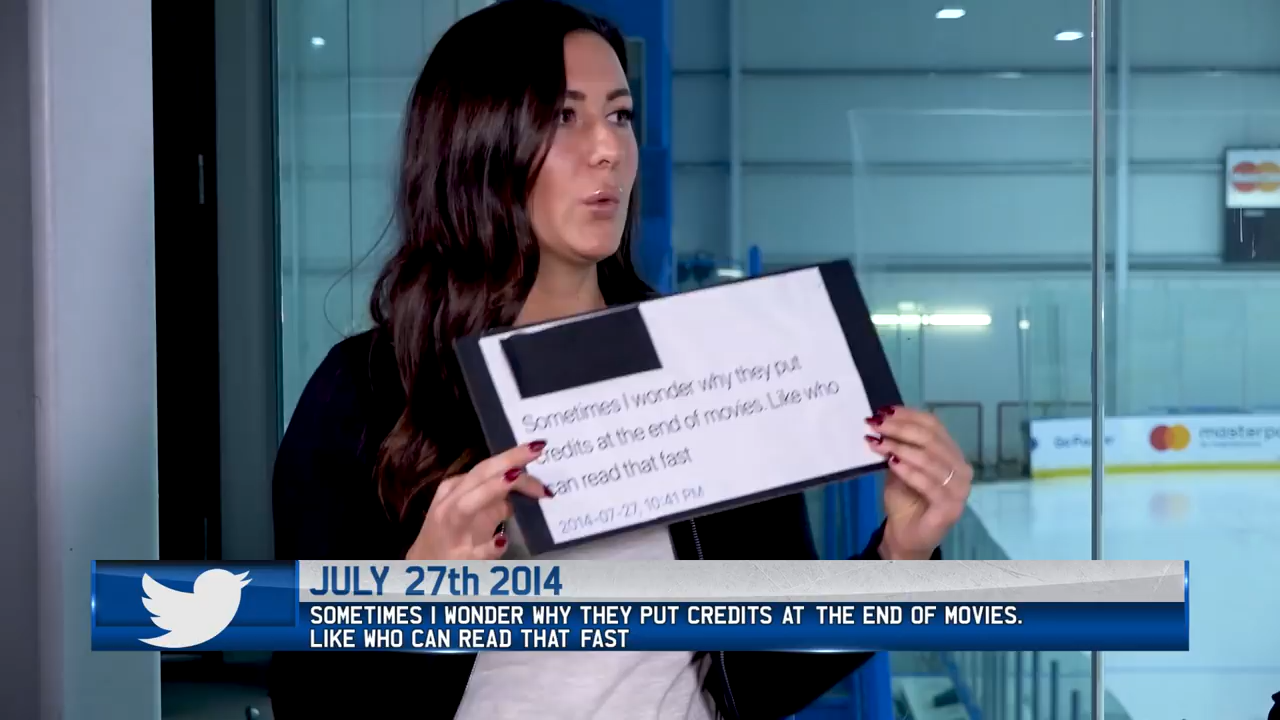 Sometimes I wonder why they put
credits at the end of movies. Like who
can read that fast
2014-07-27, 10:41 PM
JULY 27th 2014
SOMETIMES I WONDER WHY THEY PUT CREDITS AT THE END OF MOVIES.
LIKE WHO CAN READ THAT FAST